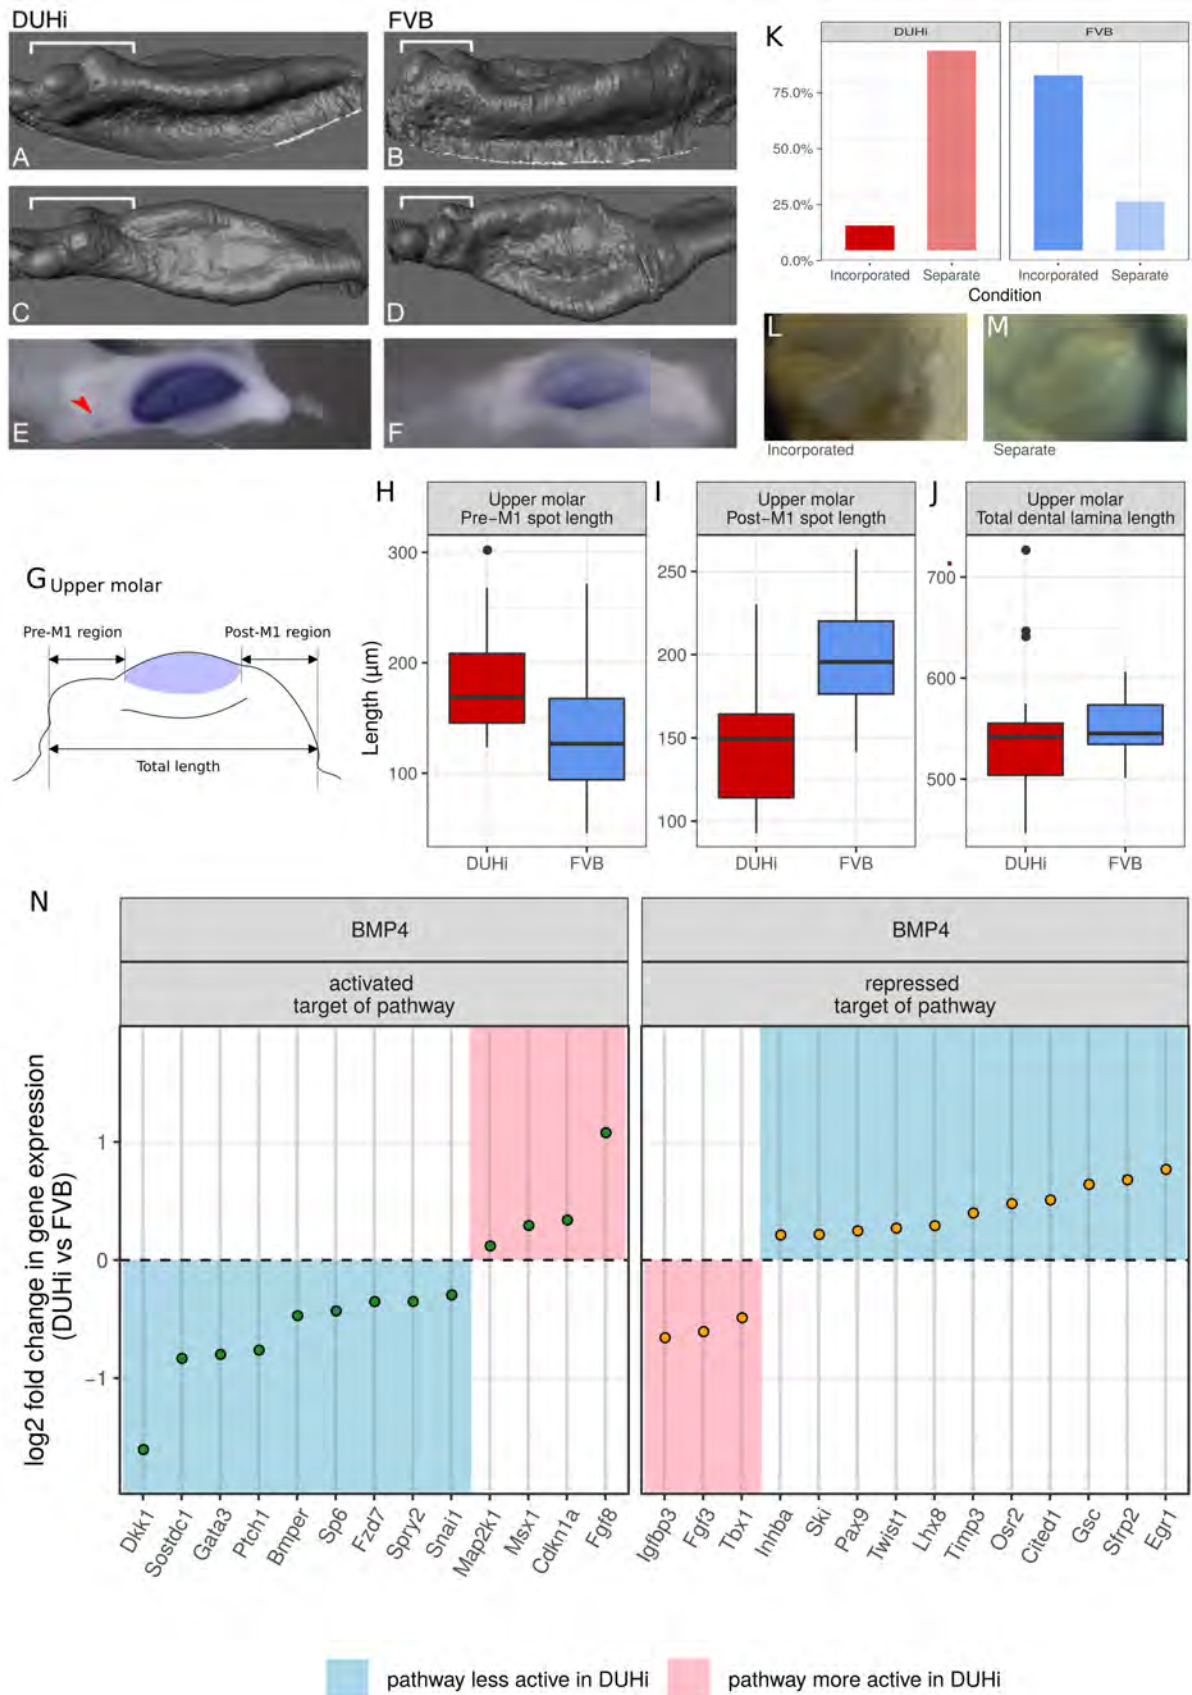 DUHi
FVB
A
B
C
D
E
F
K
DUHi
FVB
75.0%
50.0%
25.0%
0.0%
Incorporated
Separate
Incorporated
Separate
Condition
L
M
Incorporated
Separate
G Upper molar
Pre-M1 region
Post-M1 region
Total length
H
Upper molar
Pre-M1 spot length
Length (µm)
300
200
100
DUHi
FVB
I
Upper molar
Post-M1 spot length
250
200
150
100
DUHi
FVB
J
Upper molar
Total dental lamina length
700
600
500
DUHi
FVB
N
BMP4
activated
target of pathway
BMP4
repressed
target of pathway
log2 fold change in gene expression
(DUHi vs FVB)
1
0
-1
Dkk1
Sostdc1
Gata3
Ptch1
Bmper
Sp6
Fzd7
Spry2
Snai1
Map2k1
Msx1
Cdkn1a
Fgf8
Igfbp3
Fgf3
Tbx1
Inhba
Ski
Pax9
Twist1
Lhx8
Timp3
Osr2
Cited1
Gsc
Sfrp2
Egr1
pathway less active in DUHi
pathway more active in DUHi